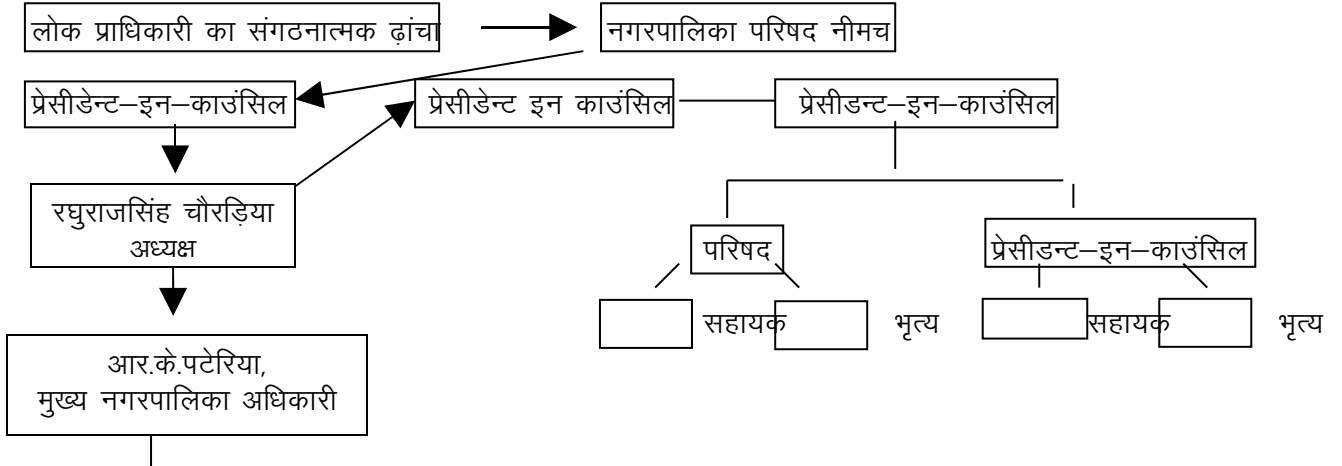 लोक प्राधिकारी का संगठनात्मक ढ़ांचा नगरपालिका परिषद नीमच
प्रेसीडेन्ट–इन–काउंसिल प्रेसीडेन्ट इन काउंसिल प्रेसीडन्ट–इन–काउंसिल
रघुराजसिंह चौरड़िया
अध्यक्ष
परिषद प्रेसीडन्ट–इन–काउंसिल
सहायक भृत्य सहायक भृत्य
आर.के.पटेरिया,
मुख्य नगरपालिका अधिकारी